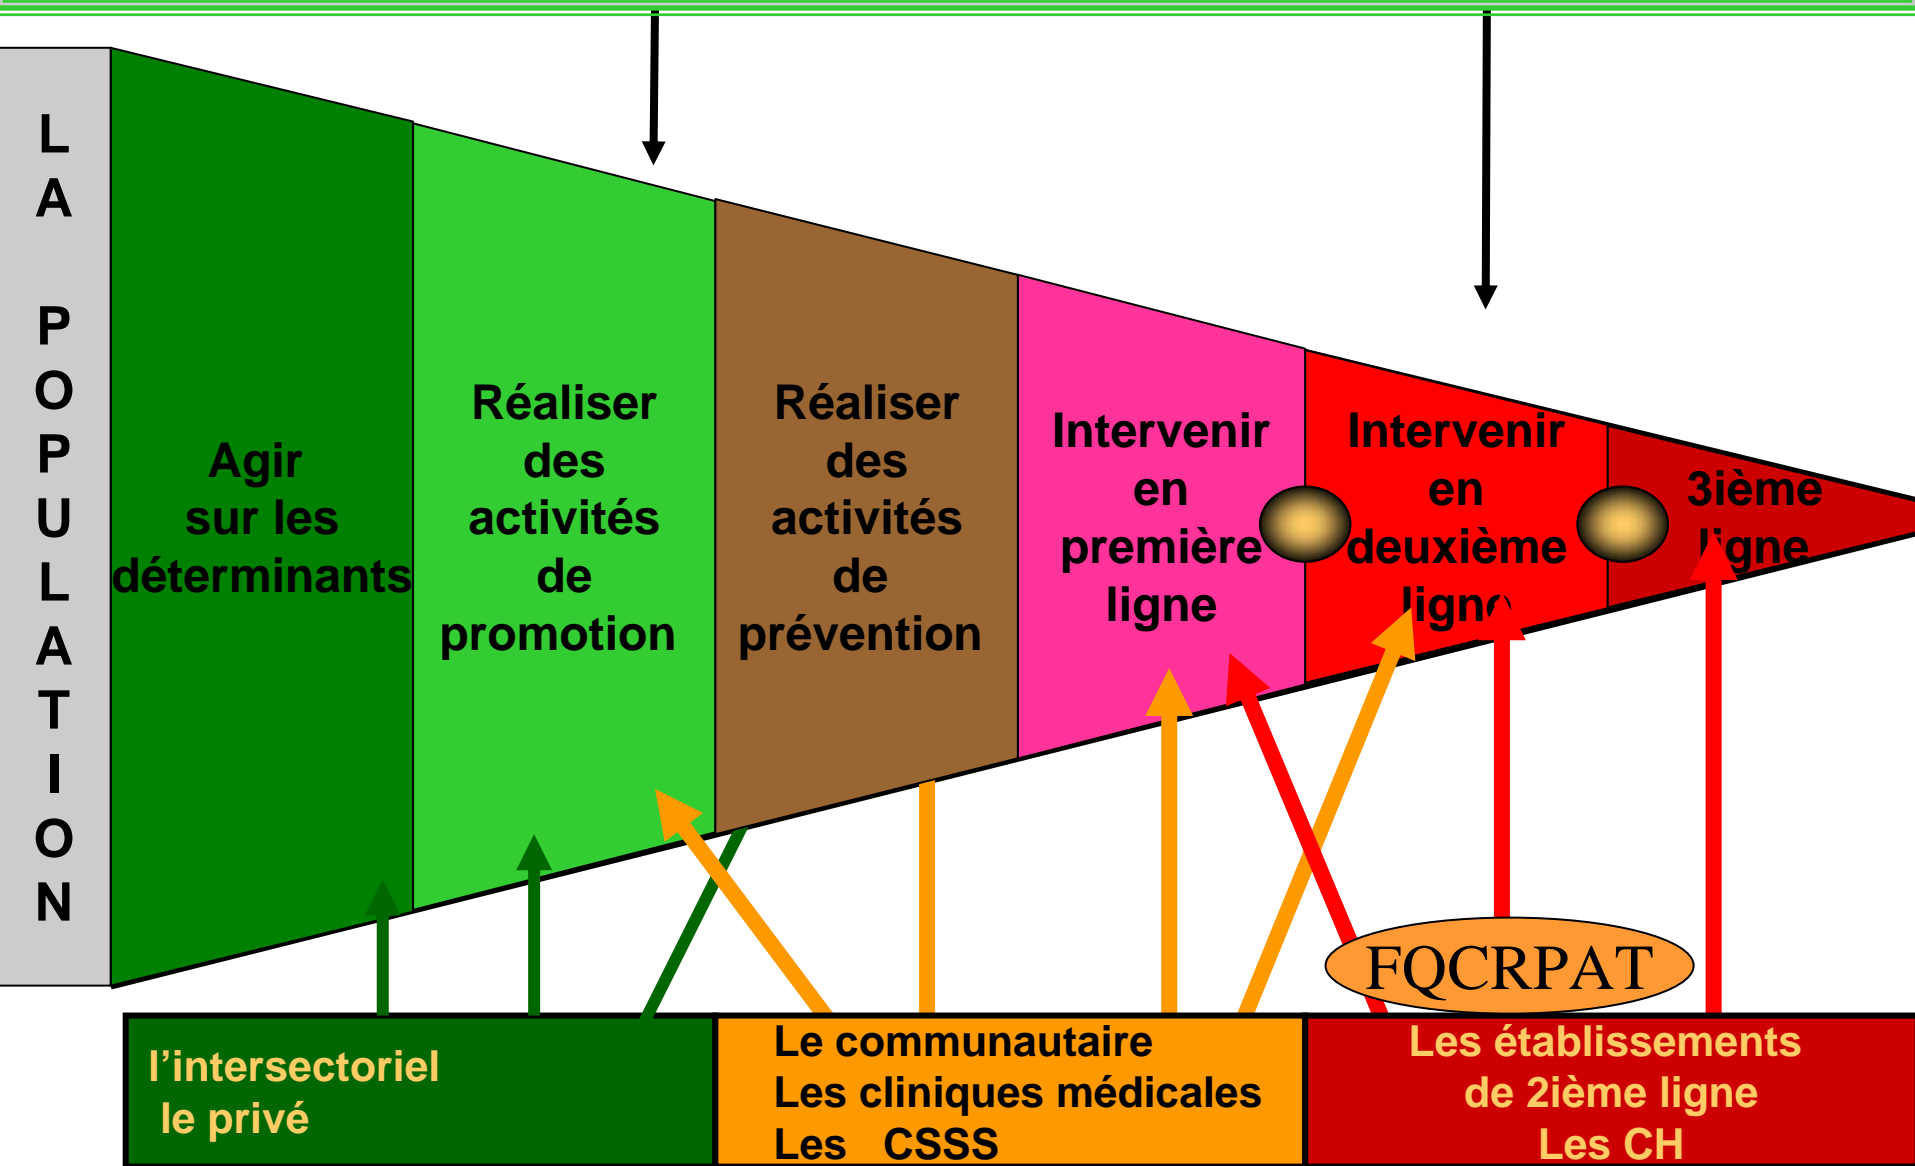 LA POPULATION
Agir
sur les
déterminants
Réaliser
des
activités
de
promotion
Réaliser
des
activités
de
prévention
Intervenir
en
première
ligne
Intervenir
en
deuxième
ligne
3ième
ligne
FQCRPAT
l’intersectoriel
le privé
Le communautaire
Les cliniques médicales
Les CSSS
Les établissements
de 2ième ligne
Les CH